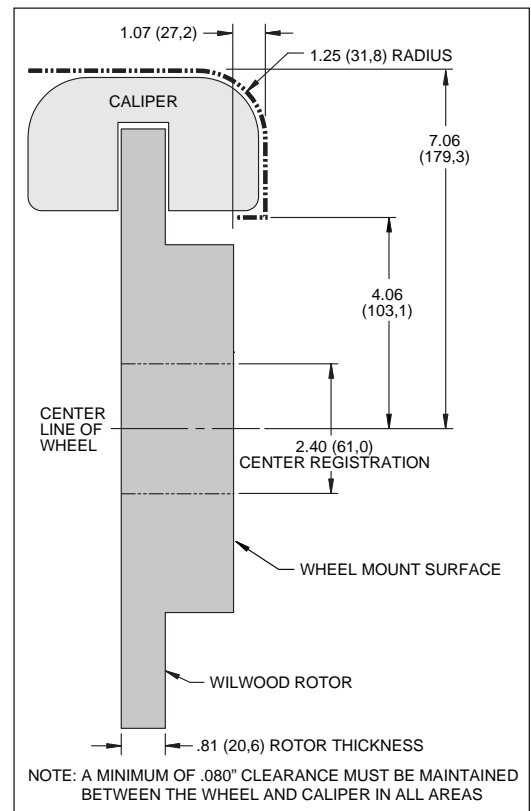 1.07 (27,2)
1.25 (31,8) RADIUS
CALIPER
7.06
(179,3)
4.06
(103,1)
CENTER
LINE OF
WHEEL
2.40 (61,0)
CENTER REGISTRATION
WHEEL MOUNT SURFACE
WILWOOD ROTOR
.81 (20,6) ROTOR THICKNESS
NOTE: A MINIMUM OF .080" CLEARANCE MUST BE MAINTAINED
BETWEEN THE WHEEL AND CALIPER IN ALL AREAS